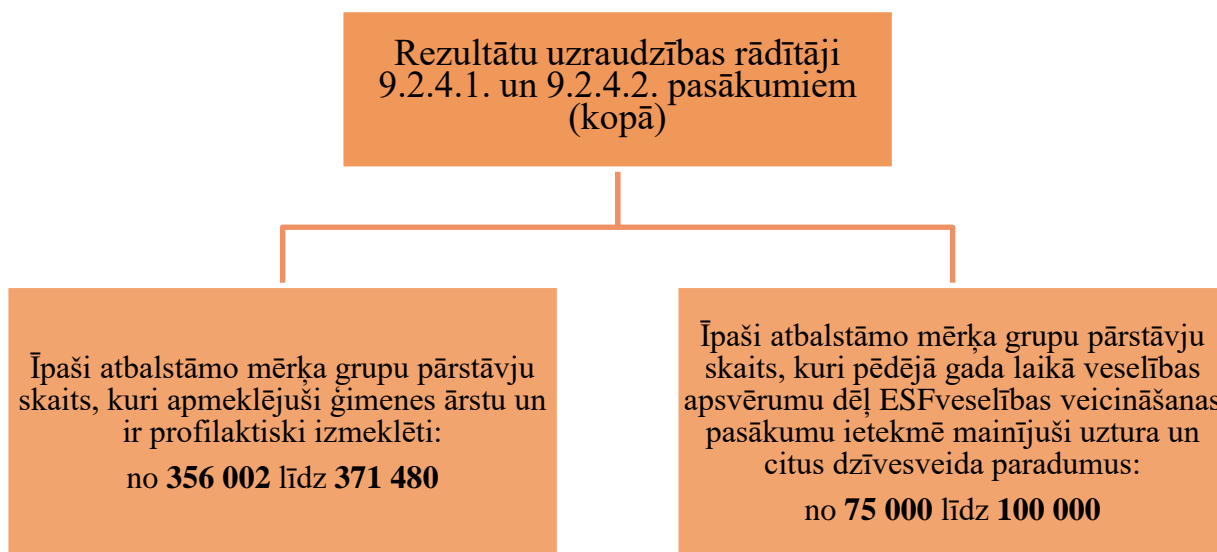 Rezultātu uzraudzības rādītāji
9.2.4.1. un 9.2.4.2. pasākumiem
(kopā)
Īpaši atbalstāmo mērķa grupu pārstāvju
skaits, kuri apmeklējuši ģimenes ārstu un
ir profilaktiski izmeklēti:
no 356 002 līdz 371 480
Īpaši atbalstāmo mērķa grupu pārstāvju
skaits, kuri pēdējā gada laikā veselības
apsvērumu dēļ ESFveselības veicināšanas
pasākumu ietekmē mainījuši uztura un
citus dzīvesveida paradumus:
no 75 000 līdz 100 000